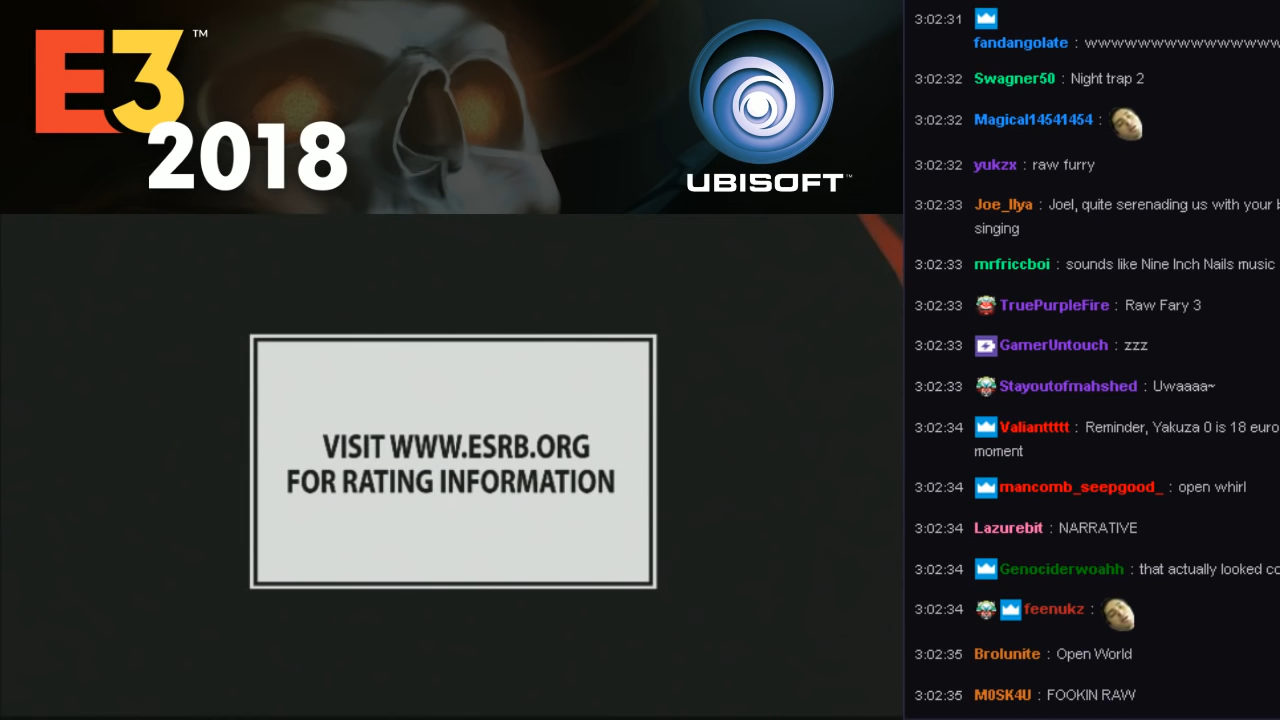 E3™
2018
UBISOFT™
VISIT WWW.ESRB.ORG
FOR RATING INFORMATION
3:02:31
fandangolate : wwwwwwwwwwwwwww
3:02:32 Swagner50 : Night trap 2
3:02:32 Magical14541454 :
3:02:32 yukzx : raw furry
3:02:33 Joe_Ilya : Joel, quite serenading us with your b
singing
3:02:33 mrfriccboi : sounds like Nine Inch Nails music
3:02:33 TruePurpleFire : Raw Fary 3
3:02:33 GamerUntouch : zzz
3:02:33 Stayoutofmahshed : Uwaaaa~
3:02:34 Valianttttt : Reminder, Yakuza 0 is 18 euro
moment
3:02:34 mancomb_seepgood_ : open whirl
3:02:34 Lazurebit : NARRATIVE
3:02:34 Genociderwoahh : that actually looked co
3:02:34 feenukz :
3:02:35 Brolunite : Open World
3:02:35 M0SK4U : FOOKIN RAW